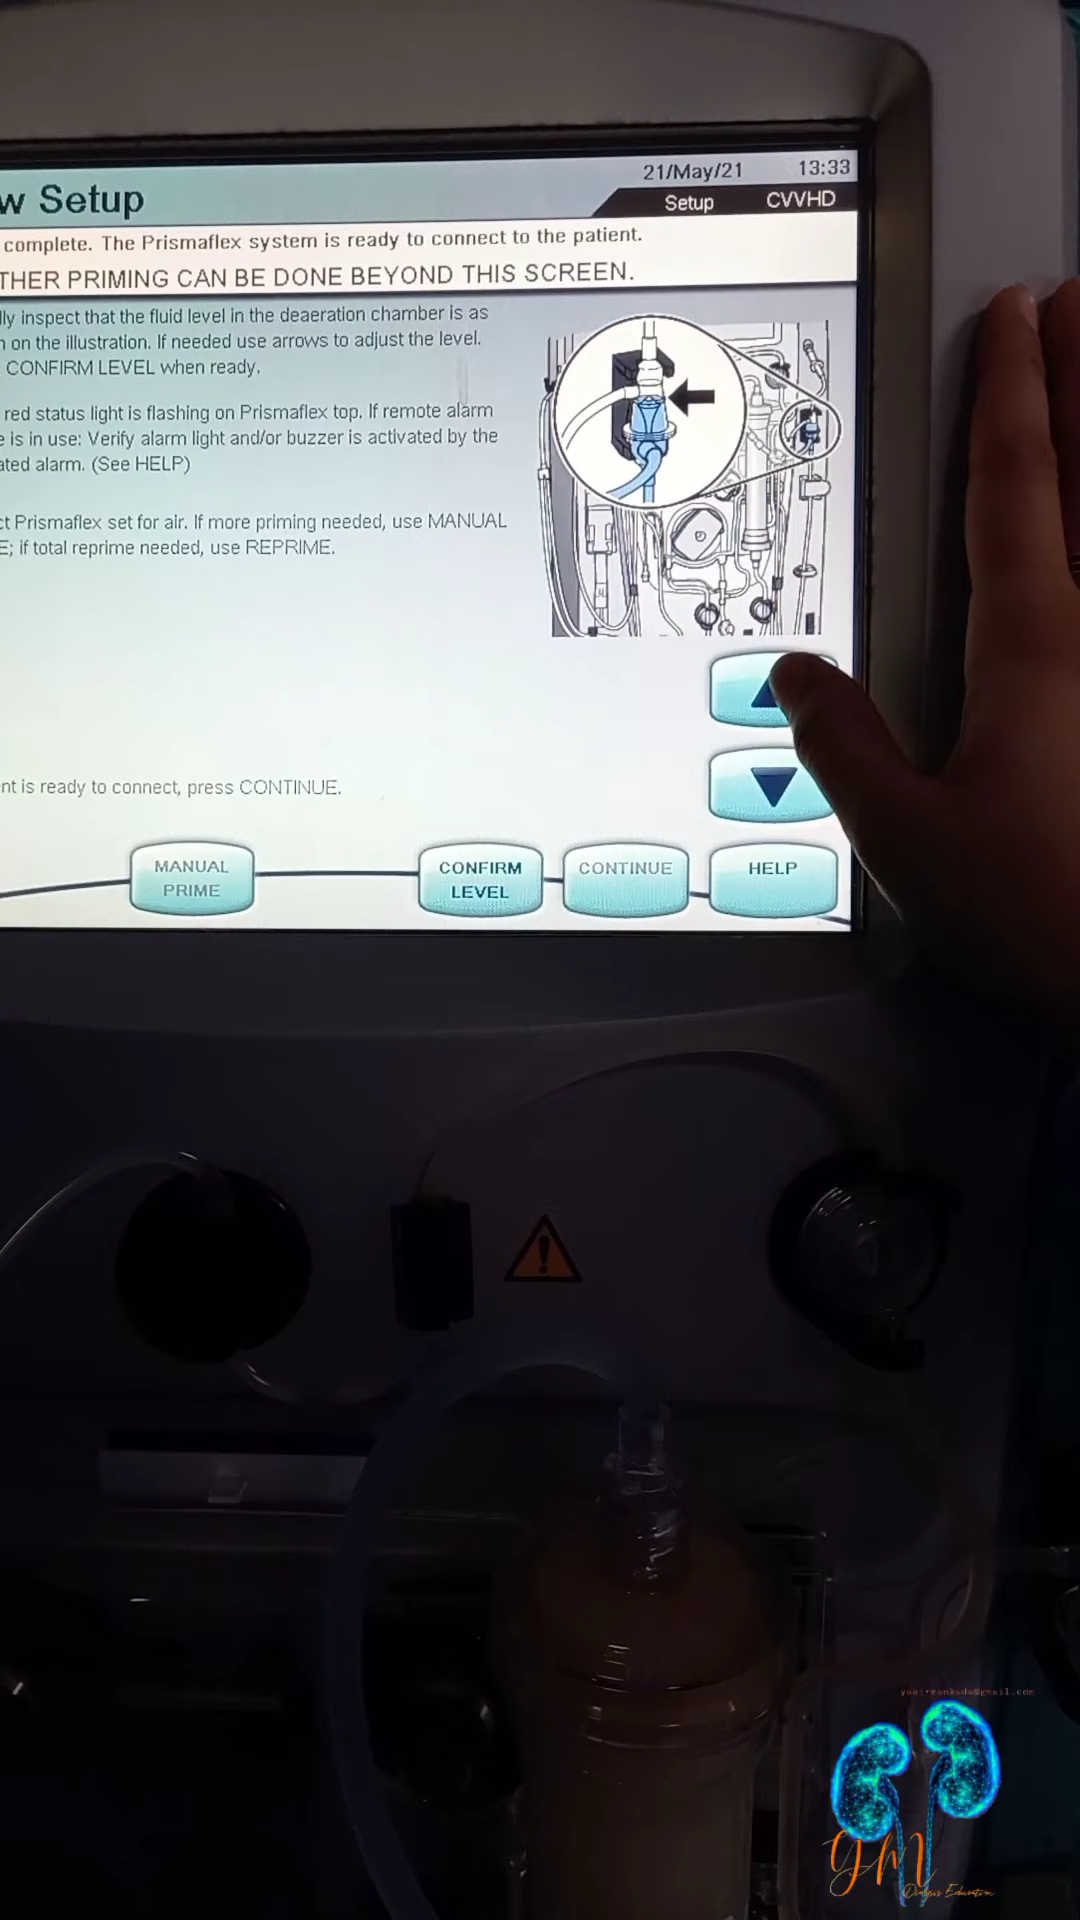 21/May/21 13:33
w Setup
Setup CVVHD
complete. The Prismaflex system is ready to connect to the patient.
THER PRIMING CAN BE DONE BEYOND THIS SCREEN.
lly inspect that the fluid level in the deaeration chamber is as
n on the illustration. If needed use arrows to adjust the level.
CONFIRM LEVEL when ready.
red status light is flashing on Prismaflex top. If remote alarm
e is in use: Verify alarm light and/or buzzer is activated by the
ated alarm. (See HELP)
ct Prismaflex set for air. If more priming needed, use MANUAL
E; if total reprime needed, use REPRIME.
nt is ready to connect, press CONTINUE.
MANUAL
PRIME
CONFIRM
LEVEL
CONTINUE
HELP
GM
Dialysis Education